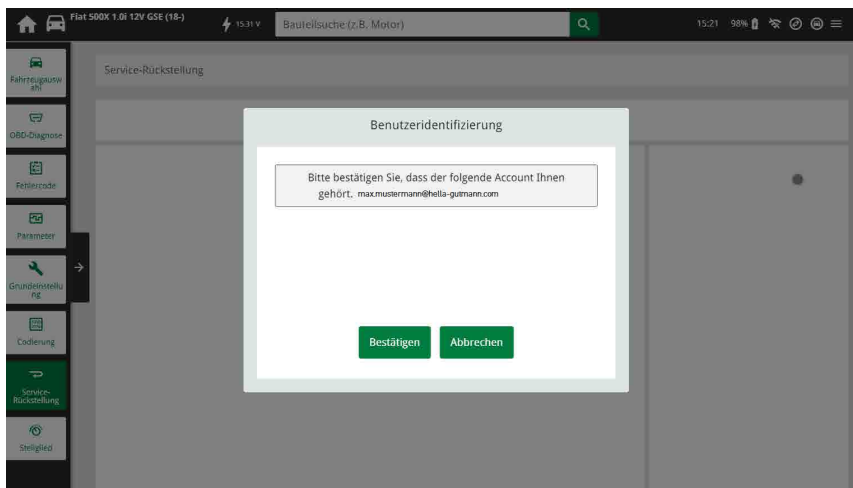 Fiat 500X 1.0i 12V GSE (18-)
15.31 V
Bauteilsuche (z.B. Motor)
15:21
98%
Fahrzeugausw
ahl
OBD-Diagnose
Fehlercode
Parameter
Grundeinstellu
ng
Codierung
Service-
Rückstellung
Stellglied
Service-Rückstellung
Benutzeridentifizierung
Bitte bestätigen Sie, dass der folgende Account Ihnen
gehört. max.mustermann@hella-gutmann.com
Bestätigen
Abbrechen